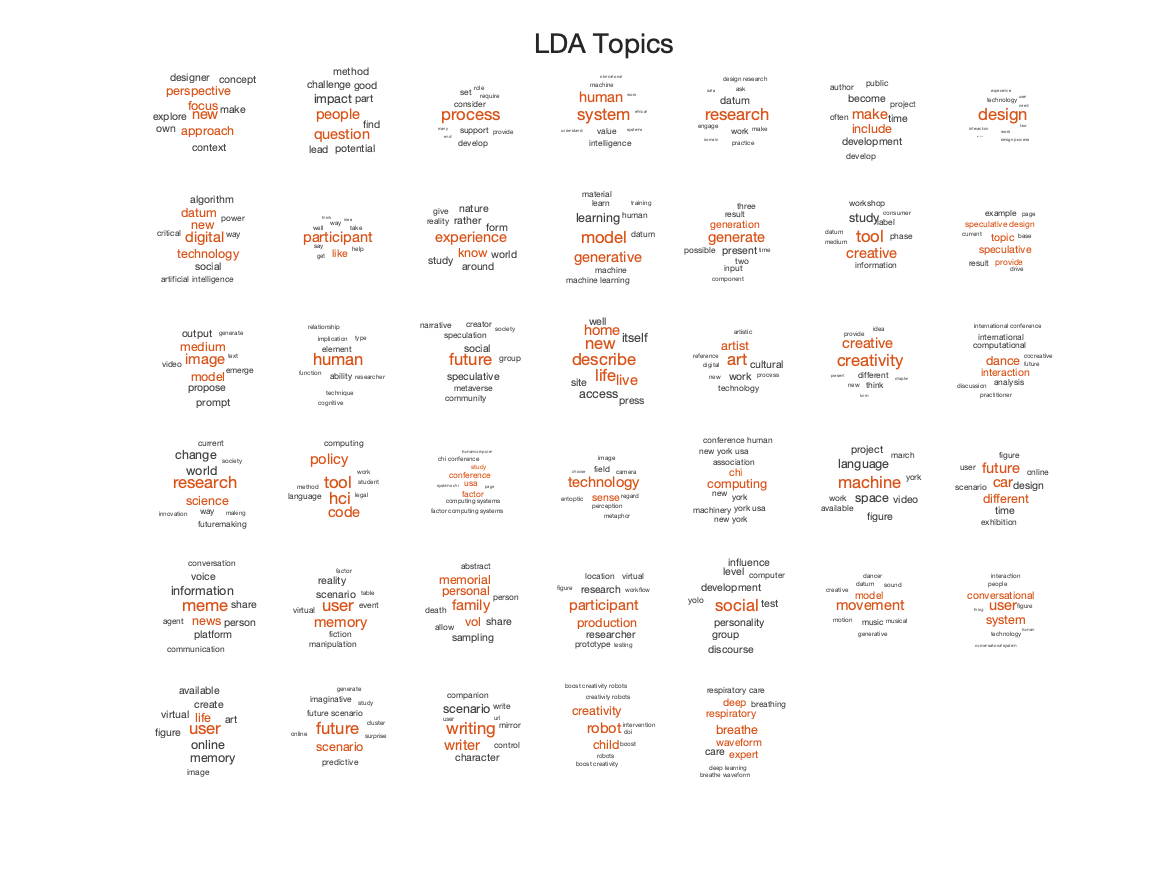 LDA Topics
designer concept
perspective
focus
explore new make
own approach
context
method
challenge good
impact part
people
find
question
lead potential
set role
require
consider
process
support provide
develop
machine
human
system
value systems
understand
intelligence
design research
ask
datum
research
engage work make
practice
author public
become project
often make time
include
development
develop
experience
technology user
design
interaction
design process
algorithm
datum
new power
critical digital way
technology
social
artificial intelligence
way
well take
participant
say like help
get
give nature
reality rather form
experience
know world
study around
material
learn training
learning human
model datum
generative
machine
machine learning
three
result
generation
generate
possible present time
two
input
component
workshop
study consumer
label
datum tool phase
medium
creative
information
example page
speculative design
current topic base
speculative
result provide
drive
output generate
medium
image text
video
model emerge
propose
prompt
relationship
implication type
element
human
function ability researcher
technique
cognitive
narrative creator society
speculation
social
future group
speculative
metaverse
community
well
home itself
new
describe
life live
site access
press
artistic
artist
reference art cultural
digital
new work process
technology
idea
provide
creative
creativity
present different chapter
new think
form
international conference
international
computational
dance cocreative
future
interaction
discussion analysis
practitioner
current
change society
world
research
science
innovation way making
futuremaking
computing
policy
work
method tool student
language hci legal
code
chi conference
study
conference
usa page
factor
computing systems
factor computing systems
image
choose field camera
technology
entoptic sense regard
perception
metaphor
conference human
new york usa
association
chi
computing
new york
machinery york usa
new york
project march
language
machine york
work space video
available
figure
figure
user future online
scenario car design
different
time
exhibition
conversation
voice
information
meme share
agent news person
platform
communication
factor
reality
scenario table
virtual user event
memory
fiction
manipulation
abstract
memorial
personal person
death family
allow vol share
sampling
location virtual
figure research workflow
participant
production
researcher
prototype testing
influence
level computer
development
yolo social test
personality
group
discourse
dancer
datum sound
creative model
movement
motion music musical
generative
interaction
people
conversational
thing user figure
system
human
technology
conversational system
available
create
virtual life art
figure user
online
memory
image
generate
imaginative study
future scenario
future cluster
online surprise
scenario
predictive
companion
scenario write
user url
writing mirror
writer control
character
boost creativity robots
creativity robots
creativity
robot intervention
doi
child boost
robots
boost creativity
respiratory care
deep breathing
respiratory
breathe
waveform
care expert
deep learning
breathe waveform